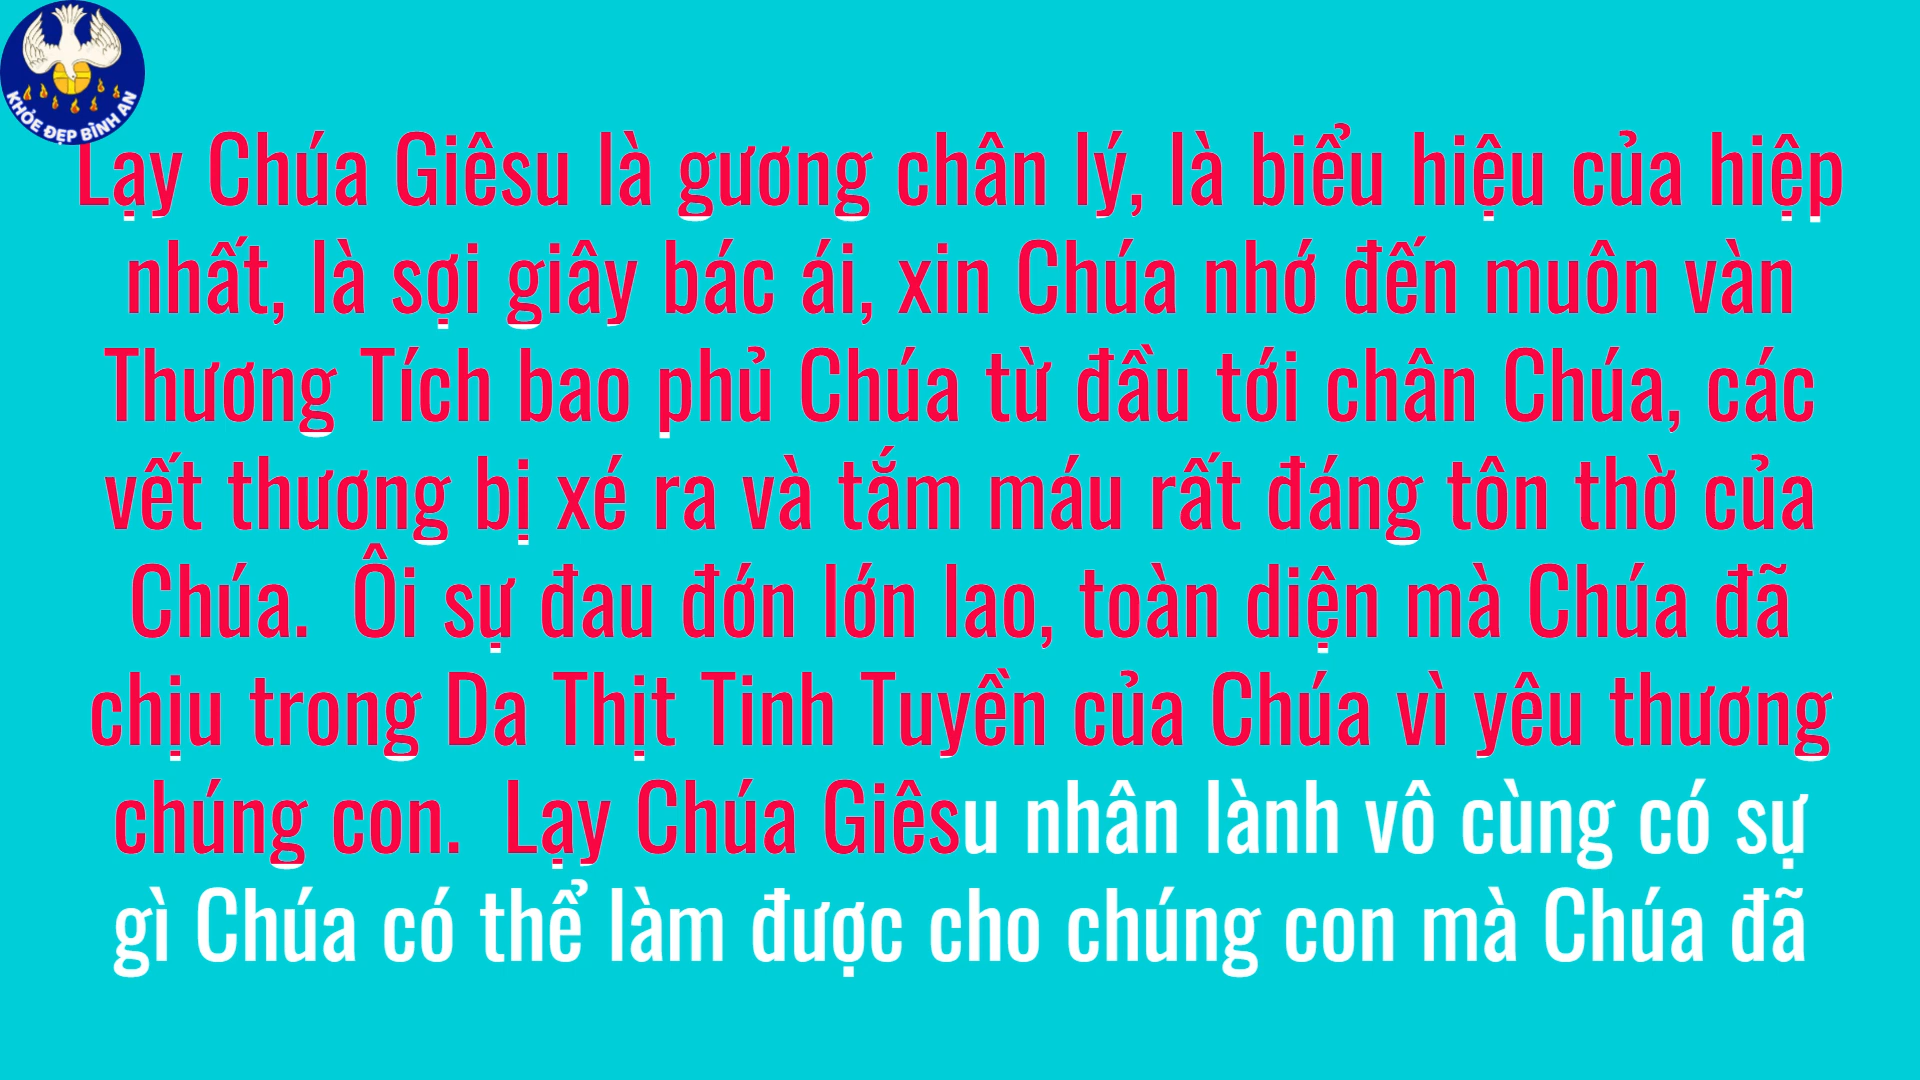 KHỎE ĐẸP BÌNH AN
Lạy Chúa Giêsu là gương chân lý, là biểu hiệu của hiệp
nhất, là sợi giây bác ái, xin Chúa nhớ đến muôn vàn
Thương Tích bao phủ Chúa từ đầu tới chân Chúa, các
vết thương bị xé ra và tắm máu rất đáng tôn thờ của
Chúa.  Ôi sự đau đớn lớn lao, toàn diện mà Chúa đã
chịu trong Da Thịt Tinh Tuyền của Chúa vì yêu thương
chúng con.  Lạy Chúa Giêsu nhân lành vô cùng có sự
gì Chúa có thể làm được cho chúng con mà Chúa đã